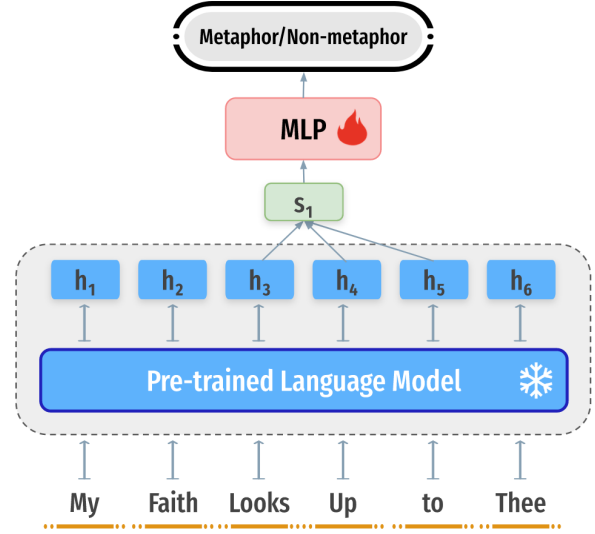 Metaphor/Non-metaphor
MLP
s₁
h₁ h₂ h₃ h₄ h₅ h₆
Pre-trained Language Model
My Faith Looks Up to Thee